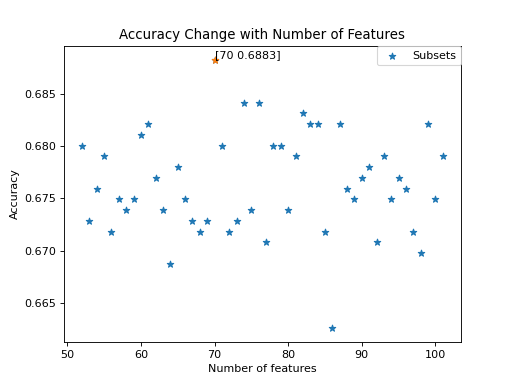 Accuracy Change with Number of Features
[70 0.6883]
Subsets
0.685
0.680
0.675
0.670
0.665
Accuracy
50 60 70 80 90 100
Number of features